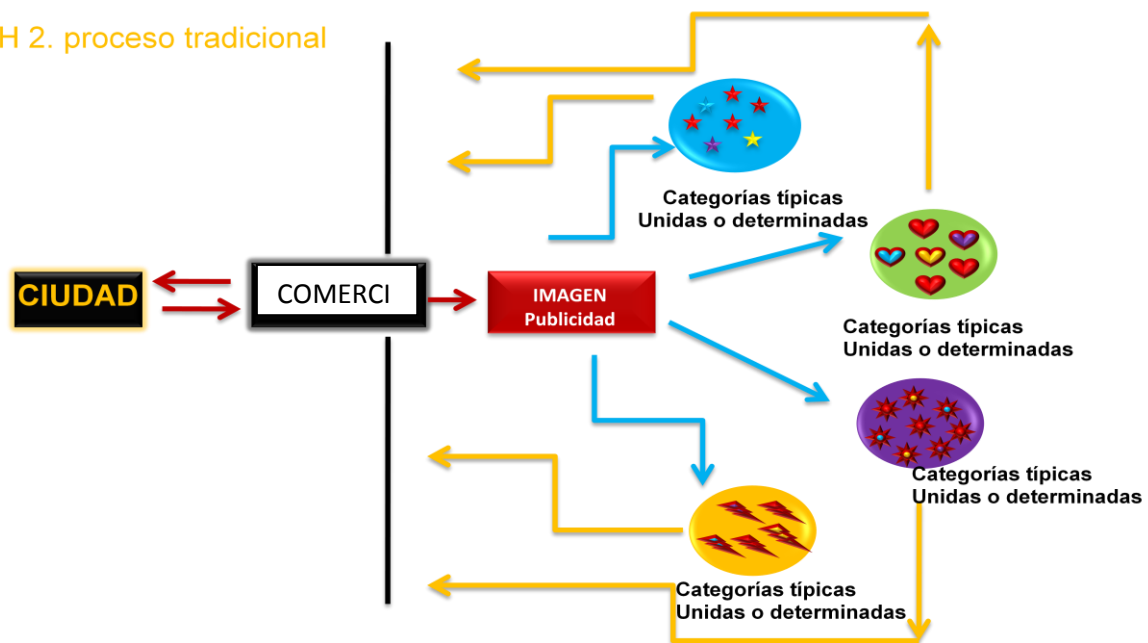 H 2. proceso tradicional
Categorías típicas
Unidas o determinadas
CIUDAD
COMERCI
IMAGEN
Publicidad
Categorías típicas
Unidas o determinadas
Categorías típicas
Unidas o determinadas
Categorías típicas
Unidas o determinadas